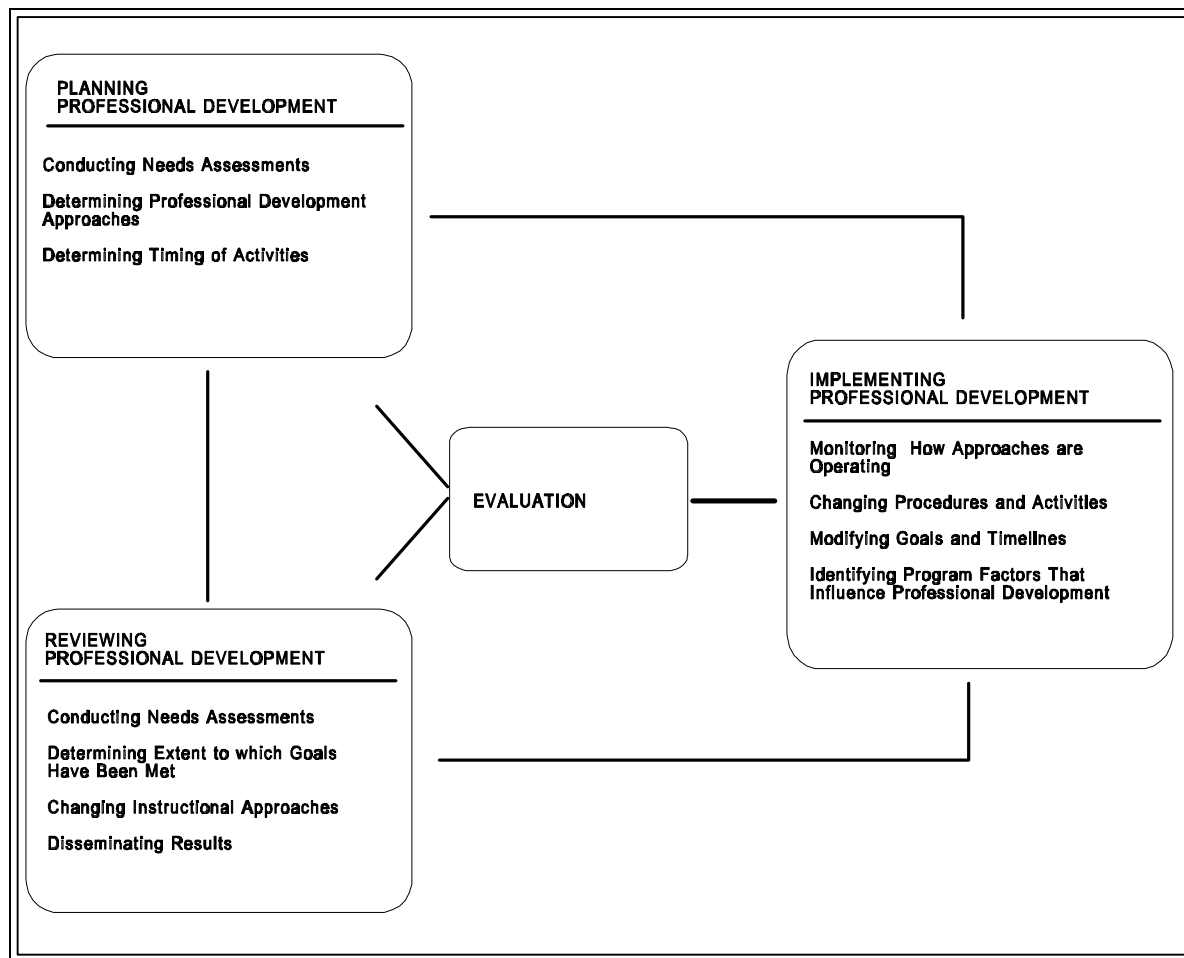 PLANNING
PROFESSIONAL DEVELOPMENT
Conducting Needs Assessments
Determining Professional Development
Approaches
Determining Timing of Activities
IMPLEMENTING
PROFESSIONAL DEVELOPMENT
Monitoring How Approaches are
Operating
Changing Procedures and Activities
Modifying Goals and Timelines
Identifying Program Factors That
Influence Professional Development
EVALUATION
REVIEWING
PROFESSIONAL DEVELOPMENT
Conducting Needs Assessments
Determining Extent to which Goals
Have Been Met
Changing Instructional Approaches
Disseminating Results